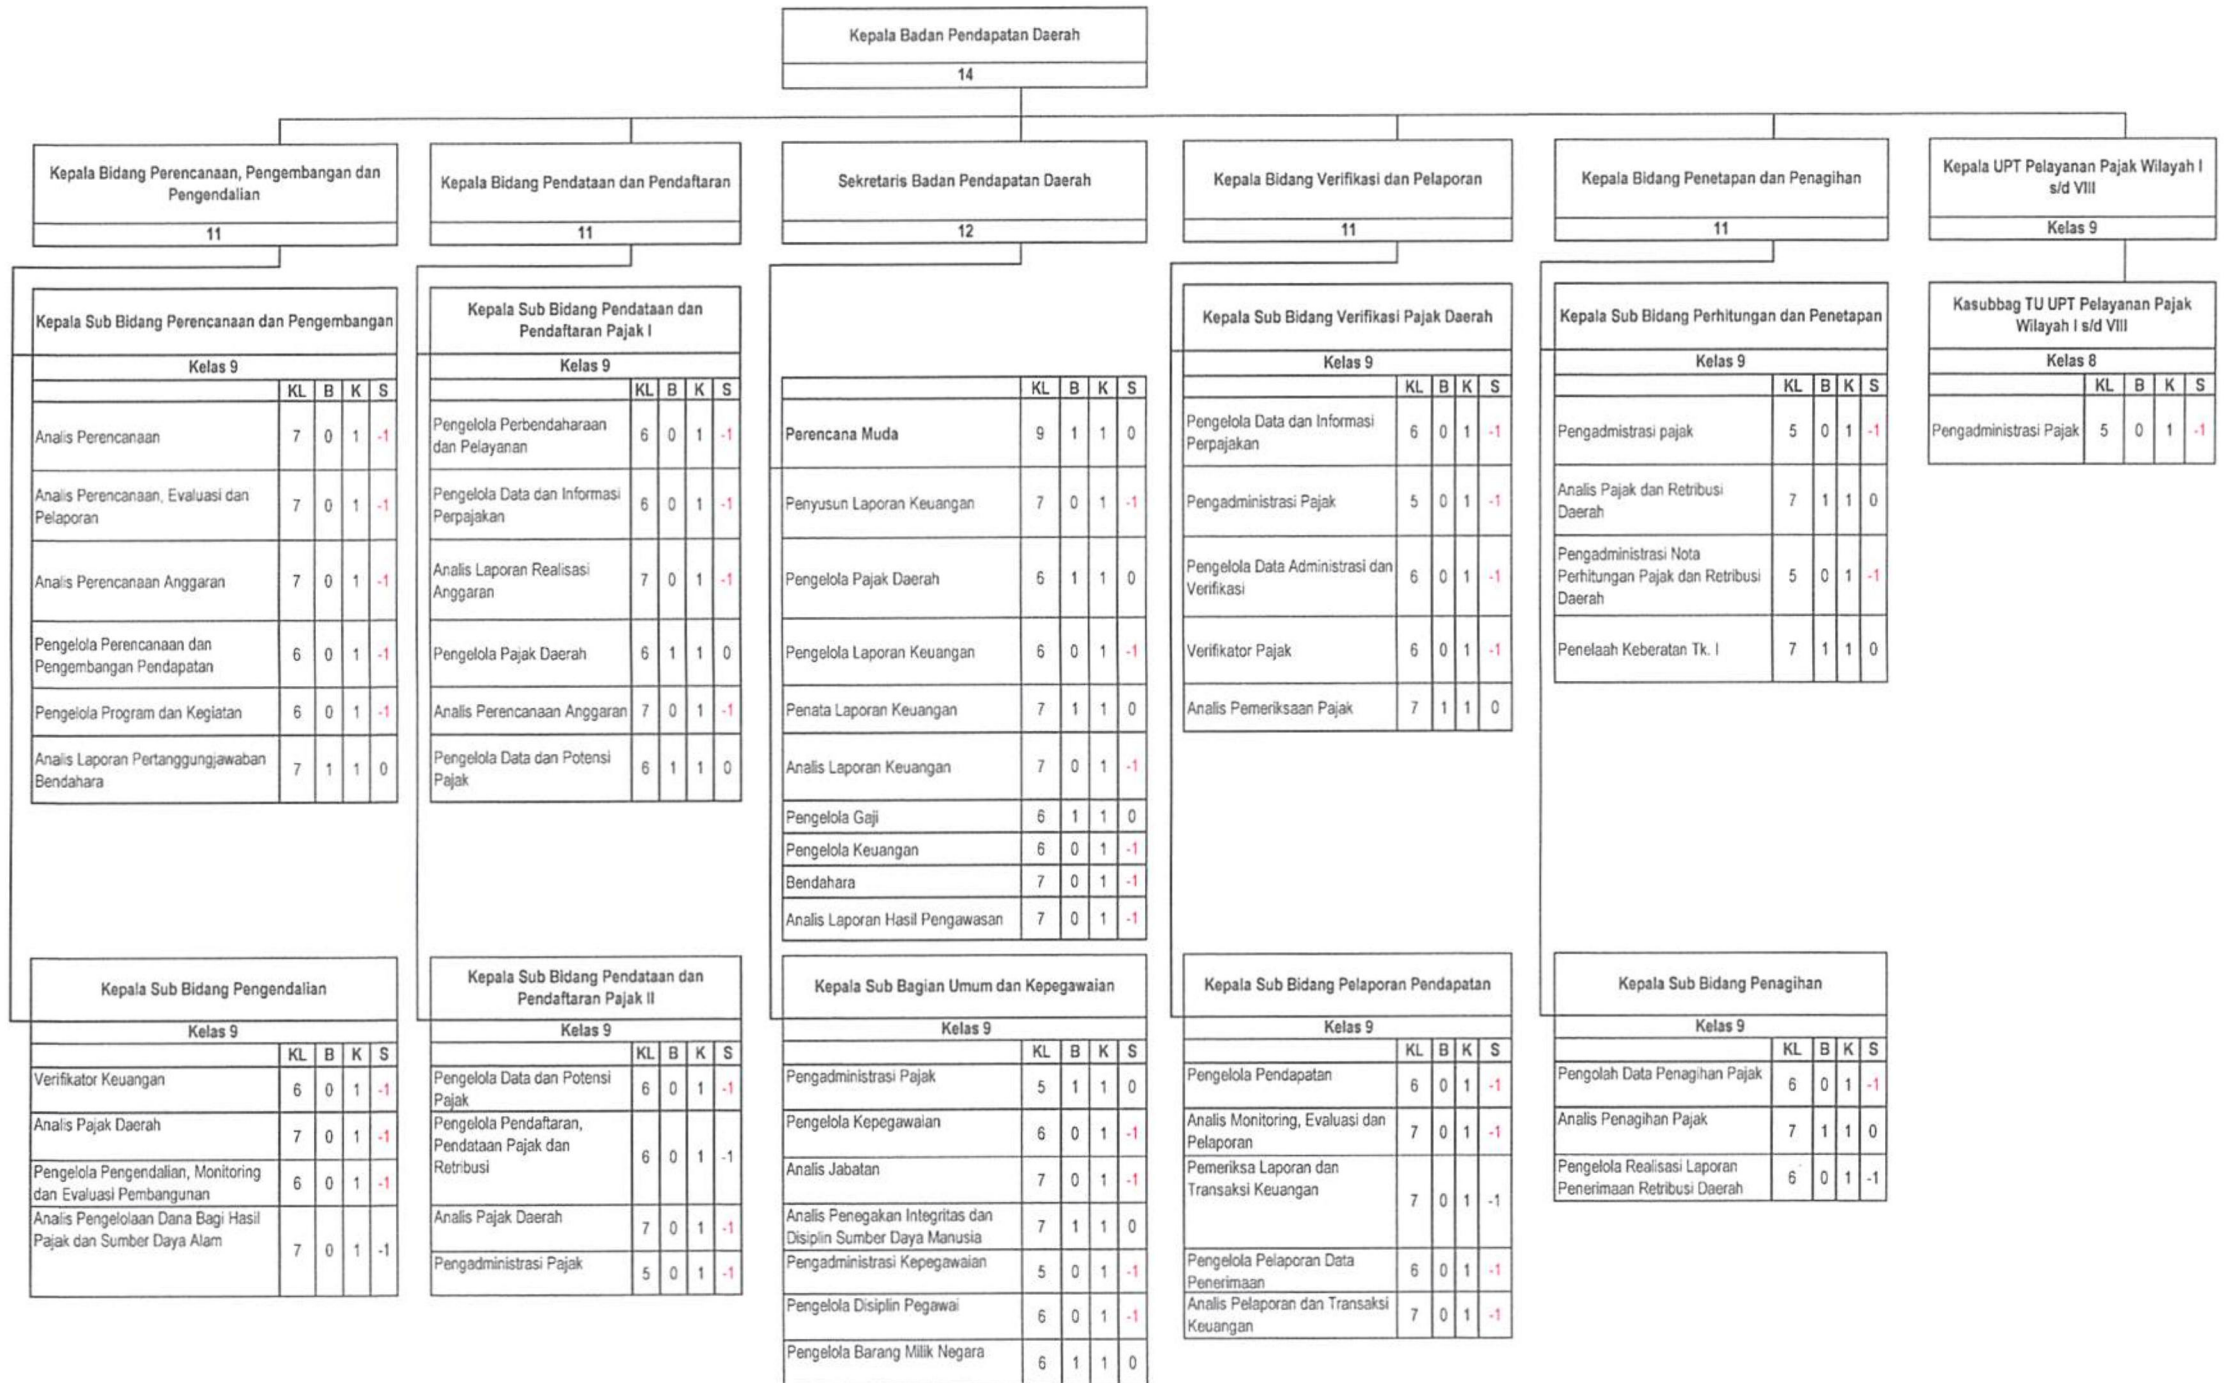 Kepala Badan Pendapatan Daerah
14
Kepala Bidang Perencanaan, Pengembangan dan
Pengendalian
11
Kepala Bidang Pendataan dan Pendaftaran
11
Sekretaris Badan Pendapatan Daerah
12
Kepala Bidang Verifikasi dan Pelaporan
11
Kepala Bidang Penetapan dan Penagihan
11
Kepala UPT Pelayanan Pajak Wilayah I
s/d VIII
Kelas 9
Kepala Sub Bidang Perencanaan dan Pengembangan
Kelas 9
KL B K S
Analis Perencanaan 7 0 1 -1
Analis Perencanaan, Evaluasi dan
Pelaporan 7 0 1 -1
Analis Perencanaan Anggaran 7 0 1 -1
Pengelola Perencanaan dan
Pengembangan Pendapatan 6 0 1 -1
Pengelola Program dan Kegiatan 6 0 1 -1
Analis Laporan Pertanggungjawaban
Bendahara 7 1 1 0
Kepala Sub Bidang Pendataan dan
Pendaftaran Pajak I
Kelas 9
KL B K S
Pengelola Perbendaharaan
dan Pelayanan 6 0 1 -1
Pengelola Data dan Informasi
Perpajakan 6 0 1 -1
Analis Laporan Realisasi
Anggaran 7 0 1 -1
Pengelola Pajak Daerah 6 1 1 0
Analis Perencanaan Anggaran 7 0 1 -1
Pengelola Data dan Potensi
Pajak 6 1 1 0
KL B K S
Perencana Muda 9 1 1 0
Penyusun Laporan Keuangan 7 0 1 -1
Pengelola Pajak Daerah 6 1 1 0
Pengelola Laporan Keuangan 6 0 1 -1
Penata Laporan Keuangan 7 1 1 0
Analis Laporan Keuangan 7 0 1 -1
Pengelola Gaji 6 1 1 0
Pengelola Keuangan 6 0 1 -1
Bendahara 7 0 1 -1
Analis Laporan Hasil Pengawasan 7 0 1 -1
Kepala Sub Bidang Verifikasi Pajak Daerah
Kelas 9
KL B K S
Pengelola Data dan Informasi
Perpajakan 6 0 1 -1
Pengadministrasi Pajak 5 0 1 -1
Pengelola Data Administrasi dan
Verifikasi 6 0 1 -1
Verifikator Pajak 6 0 1 -1
Analis Pemeriksaan Pajak 7 1 1 0
Kepala Sub Bidang Perhitungan dan Penetapan
Kelas 9
KL B K S
Pengadmistrasi pajak 5 0 1 -1
Analis Pajak dan Retribusi
Daerah 7 1 1 0
Pengadministrasi Nota
Perhitungan Pajak dan Retribusi 5 0 1 -1
Daerah
Penelaah Keberatan Tk. I 7 1 1 0
Kasubbag TU UPT Pelayanan Pajak
Wilayah I s/d VIII
Kelas 8
KL B K S
Pengadministrasi Pajak 5 0 1 -1
Kepala Sub Bidang Pengendalian
Kelas 9
KL B K S
Verifikator Keuangan 6 0 1 -1
Analis Pajak Daerah 7 0 1 -1
Pengelola Pengendalian, Monitoring
dan Evaluasi Pembangunan 6 0 1 -1
Analis Pengelolaan Dana Bagi Hasil
Pajak dan Sumber Daya Alam 7 0 1 -1
Kepala Sub Bidang Pendataan dan
Pendaftaran Pajak II
Kelas 9
KL B K S
Pengelola Data dan Potensi
Pajak 6 0 1 -1
Pengelola Pendaftaran,
Pendataan Pajak dan
Retribusi 6 0 1 -1
Analis Pajak Daerah 7 0 1 -1
Pengadministrasi Pajak 5 0 1 -1
Kepala Sub Bagian Umum dan Kepegawaian
Kelas 9
KL B K S
Pengadministrasi Pajak 5 1 1 0
Pengelola Kepegawaian 6 0 1 -1
Analis Jabatan 7 0 1 -1
Analis Penegakan Integritas dan
Disiplin Sumber Daya Manusia 7 1 1 0
Pengadministrasi Kepegawaian 5 0 1 -1
Pengelola Disiplin Pegawai 6 0 1 -1
Pengelola Barang Milik Negara 6 1 1 0
Kepala Sub Bidang Pelaporan Pendapatan
Kelas 9
KL B K S
Pengelola Pendapatan 6 0 1 -1
Analis Monitoring, Evaluasi dan
Pelaporan 7 0 1 -1
Pemeriksa Laporan dan
Transaksi Keuangan 7 0 1 -1
Pengelola Pelaporan Data
Penerimaan 6 0 1 -1
Analis Pelaporan dan Transaksi
Keuangan 7 0 1 -1
Kepala Sub Bidang Penagihan
Kelas 9
KL B K S
Pengolah Data Penagihan Pajak 6 0 1 -1
Analis Penagihan Pajak 7 1 1 0
Pengelola Realisasi Laporan
Penerimaan Retribusi Daerah 6 0 1 -1